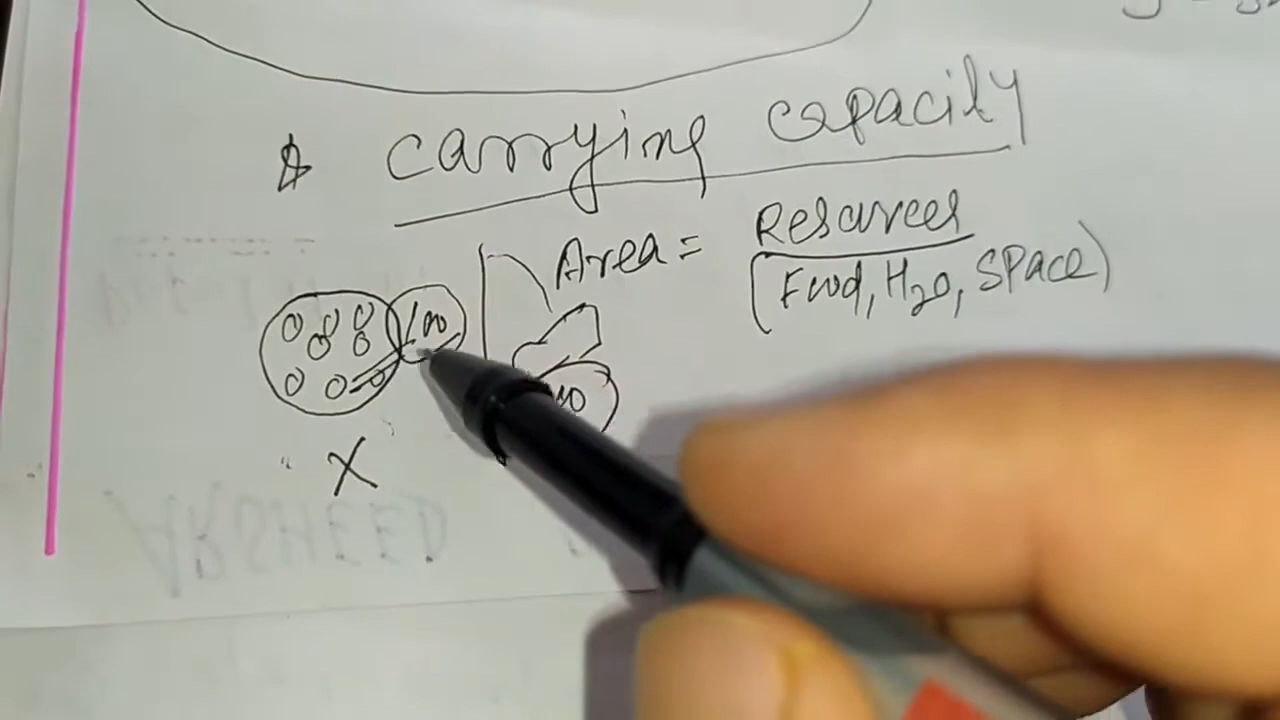 carrying capacity
Area = Resources
(Food, H2O, Space)
100
X